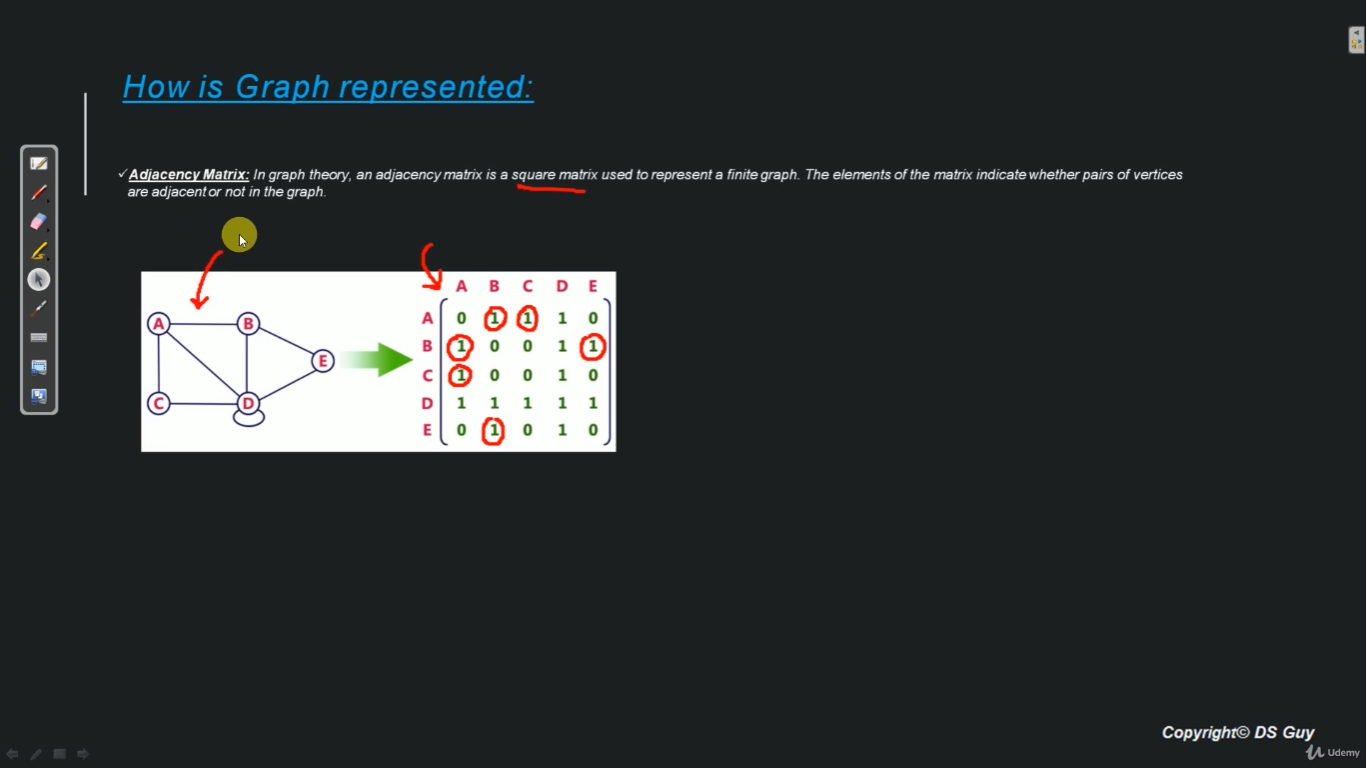 How is Graph represented:
✓Adjacency Matrix: In graph theory, an adjacency matrix is a square matrix used to represent a finite graph. The elements of the matrix indicate whether pairs of vertices
are adjacent or not in the graph.
A B E C D
A B C D E
A 0 1 1 1 0
B 1 0 0 1 1
C 1 0 0 1 0
D 1 1 1 1 1
E 0 1 0 1 0
Copyright© DS Guy
Udemy